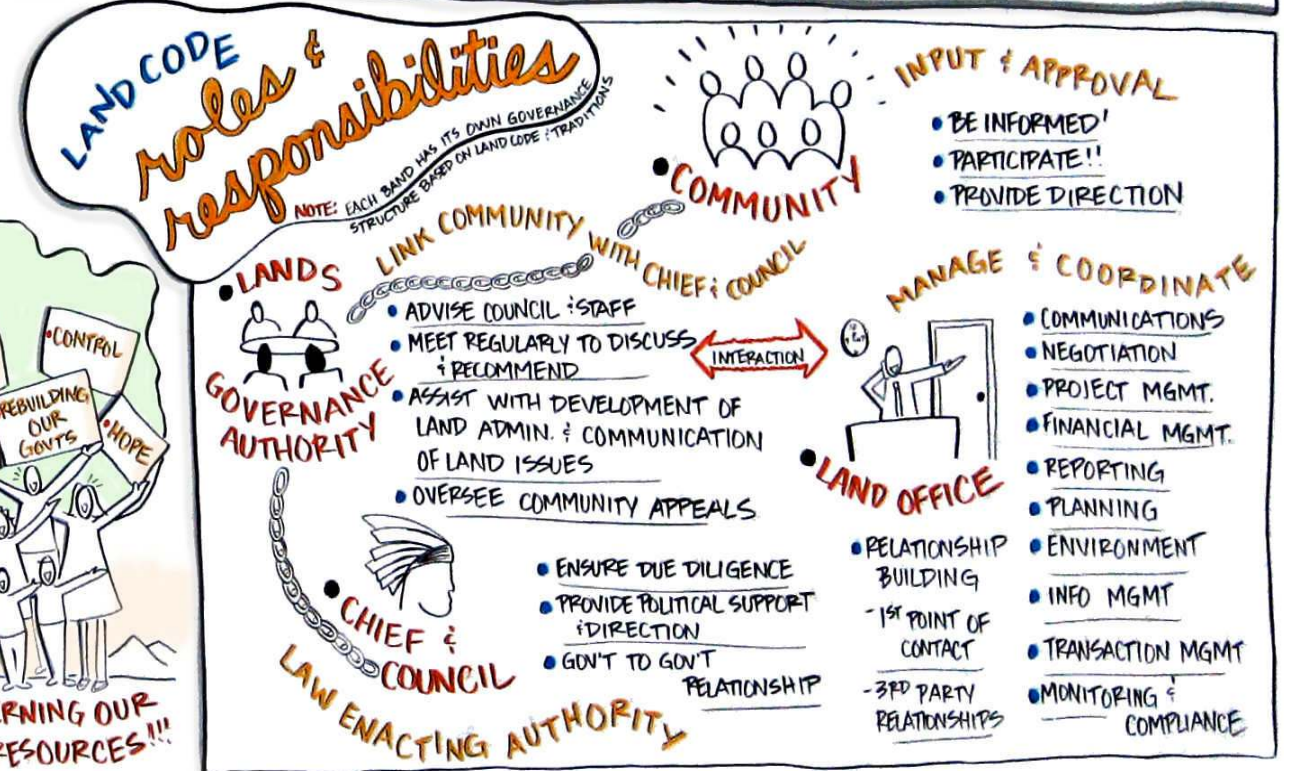 LAND CODE
roles &
responsibilities
NOTE: EACH BAND HAS ITS OWN GOVERNANCE
STRUCTURE BASED ON LAND CODE & TRADITIONS
• COMMUNITY
INPUT & APPROVAL
• BE INFORMED!
• PARTICIPATE!!
• PROVIDE DIRECTION
LINK COMMUNITY WITH CHIEF & COUNCIL
• LANDS
GOVERNANCE
AUTHORITY
• ADVISE COUNCIL & STAFF
• MEET REGULARLY TO DISCUSS
& RECOMMEND
• ASSIST WITH DEVELOPMENT OF
LAND ADMIN. & COMMUNICATION
OF LAND ISSUES
• OVERSEE COMMUNITY APPEALS
INTERACTION
MANAGE & COORDINATE
• LAND OFFICE
• RELATIONSHIP
BUILDING
- 1ST POINT OF
CONTACT
- 3RD PARTY
RELATIONSHIPS
• COMMUNICATIONS
• NEGOTIATION
• PROJECT MGMT.
• FINANCIAL MGMT.
• REPORTING
• PLANNING
• ENVIRONMENT
• INFO MGMT
• TRANSACTION MGMT
• MONITORING &
COMPLIANCE
• CHIEF &
COUNCIL
LAW ENACTING AUTHORITY
• ENSURE DUE DILIGENCE
• PROVIDE POLITICAL SUPPORT
& DIRECTION
• GOV'T TO GOV'T
RELATIONSHIP
• CONTROL
REBUILDING
OUR
GOVTS
• HOPE
RNING OUR
ESOURCES!!!